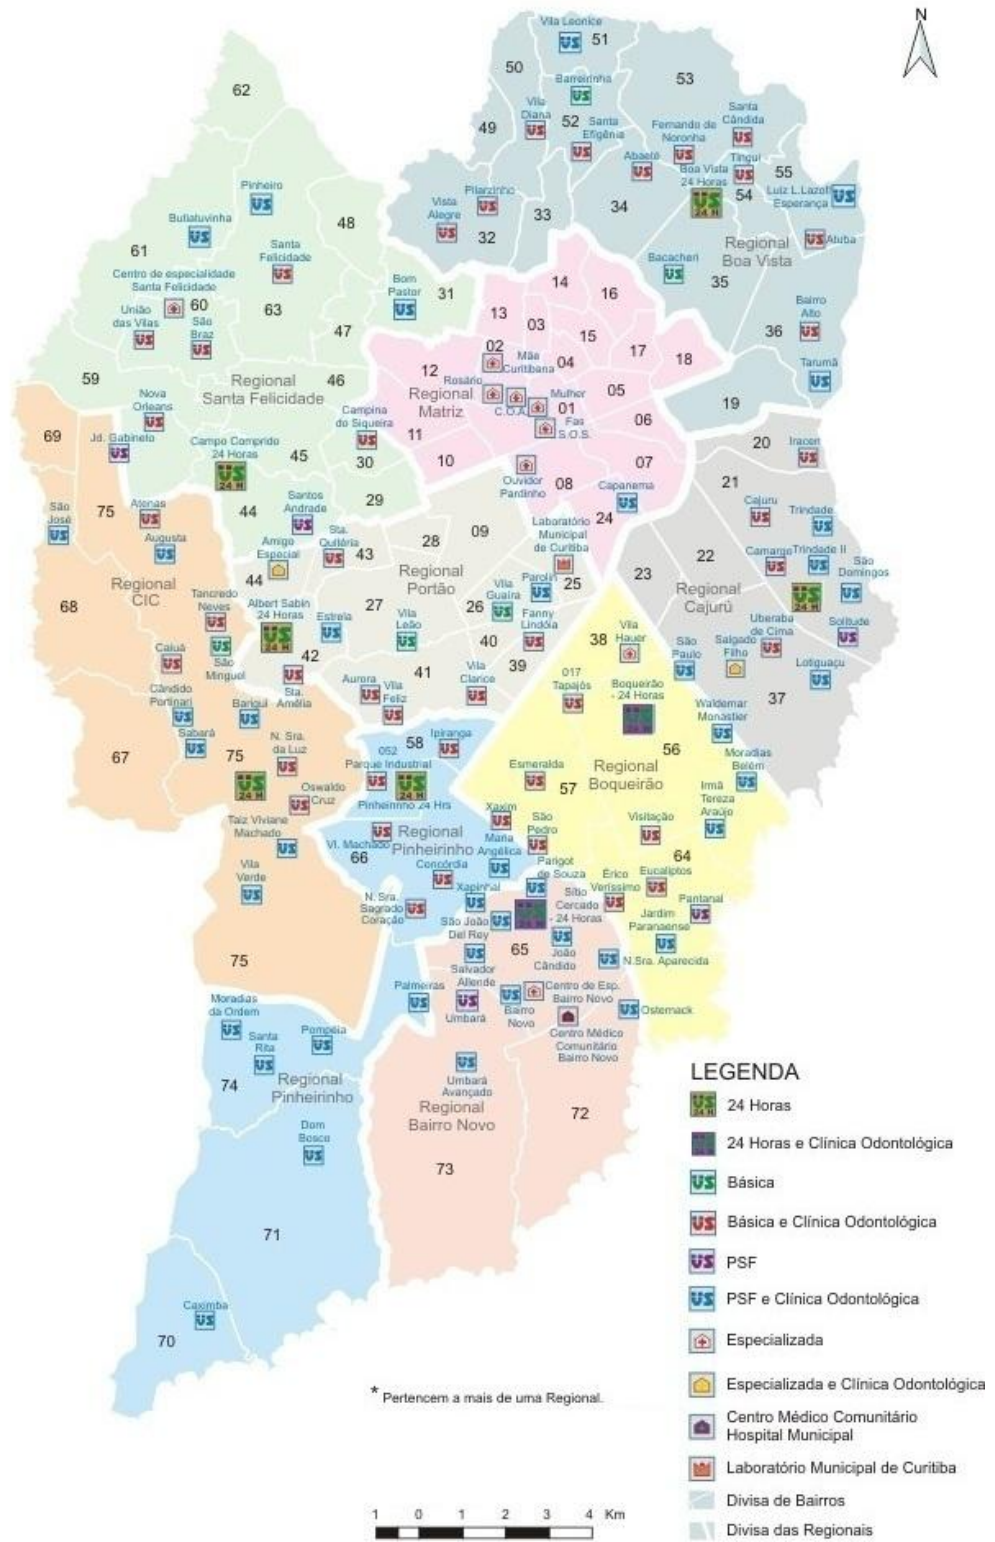 N
Vila Leonice
51
50
53
62
Barreirinha
Vila
Diana
52
Santa
Cândida
49
Santa
Efigênia
Fernando de
Noronha
Abaeté
Tingui
Boa Vista
24 Horas
55
Pinheiro
54
Luiz L.Lazof
Esperança
48
Pilarzinho
Vista
Alegre
33
34
Butiatuvinha
32
Regional
Boa Vista
Atuba
61
Santa
Felicidade
Bacacheri
Centro de especialidade
Santa Felicidade
Bom
Pastor
31
14
16
35
60
63
União
das Vilas
São
Braz
13
03
15
Bairro
Alto
36
47
02
17
18
Mãe
Curitibana
04
Tarumã
59
12
46
Regional
Santa Felicidade
Rosário
Regional
Matriz
C.O.A.
Mulher
05
19
01
Nova
Orleans
Campina
do Siqueira
Fas
S.O.S.
06
69
11
20
Jd. Gabineto
Campo Comprido
24 Horas
45
30
10
07
Iraceri
Ouvidor
Pardinho
08
21
29
Capanema
São
José
75
Atenas
44
Santos
Andrade
24
Cajuru
Trindade
Augusta
Amigo
Especial
Sta.
Quitéria
43
28
09
Laboratório
Municipal
de Curitiba
22
Camargo
Trindade II
São
Domingos
Regional
CIC
44
Regional
Portão
25
23
Regional
Cajurú
68
Tancredo
Neves
Albert Sabin
24 Horas
Estrela
27
26
Vila
Guaira
Parolin
Vila
Leão
Fanny
Lindóia
Uberaba
de Cima
Solitude
38
Vila
Hauer
São
Paulo
Salgado
Filho
Caiuá
São
Minguel
42
40
39
Lotiguaçu
Sta.
Amélia
41
Vila
Clarice
017
Tapajós
Boqueirão
- 24 Horas
37
Cândido
Portinari
Barigui
Aurora
Vila
Feliz
Waldemar
Monastier
Sabará
N. Sra.
da Luz
58
Ipiranga
56
67
75
052
Parque Industrial
Esmeralda
57
Regional
Boqueirão
Moradias
Belém
Oswaldo
Cruz
Pinheirinho 24 Hrs
Irmã
Tereza
Araújo
Taiz Viviane
Machado
Xaxim
São
Pedro
Visitação
Vl. Machado
Regional
Pinheirinho
Maria
Angélica
66
64
Vila
Verde
Concórdia
Parigot
de Souza
Eucaliptos
Xapinhal
Sítio
Cercado
- 24 Horas
Érico
Veríssimo
Pantanal
N. Sra.
Sagrado
Coração
São João
Del Rey
Jardim
Paranaense
65
75
João
Cândido
N.Sra. Aparecida
Salvador
Allende
Moradias
da Ordem
Palmeiras
Centro de Esp.
Bairro Novo
Umbará
Bairro
Novo
Osternack
Santa
Rita
Pompéia
Centro Médico
Comunitário
Bairro Novo
74
Regional
Pinheirinho
Umbará
Avançado
Regional
Bairro Novo
72
Dom
Bosco
73
71
Caximba
70
LEGENDA
24 Horas
24 Horas e Clínica Odontológica
Básica
Básica e Clínica Odontológica
PSF
PSF e Clínica Odontológica
Especializada
Especializada e Clínica Odontológica
Centro Médico Comunitário
Hospital Municipal
Laboratório Municipal de Curitiba
Divisa de Bairros
Divisa das Regionais
* Pertencem a mais de uma Regional.
1 0 1 2 3 4 Km